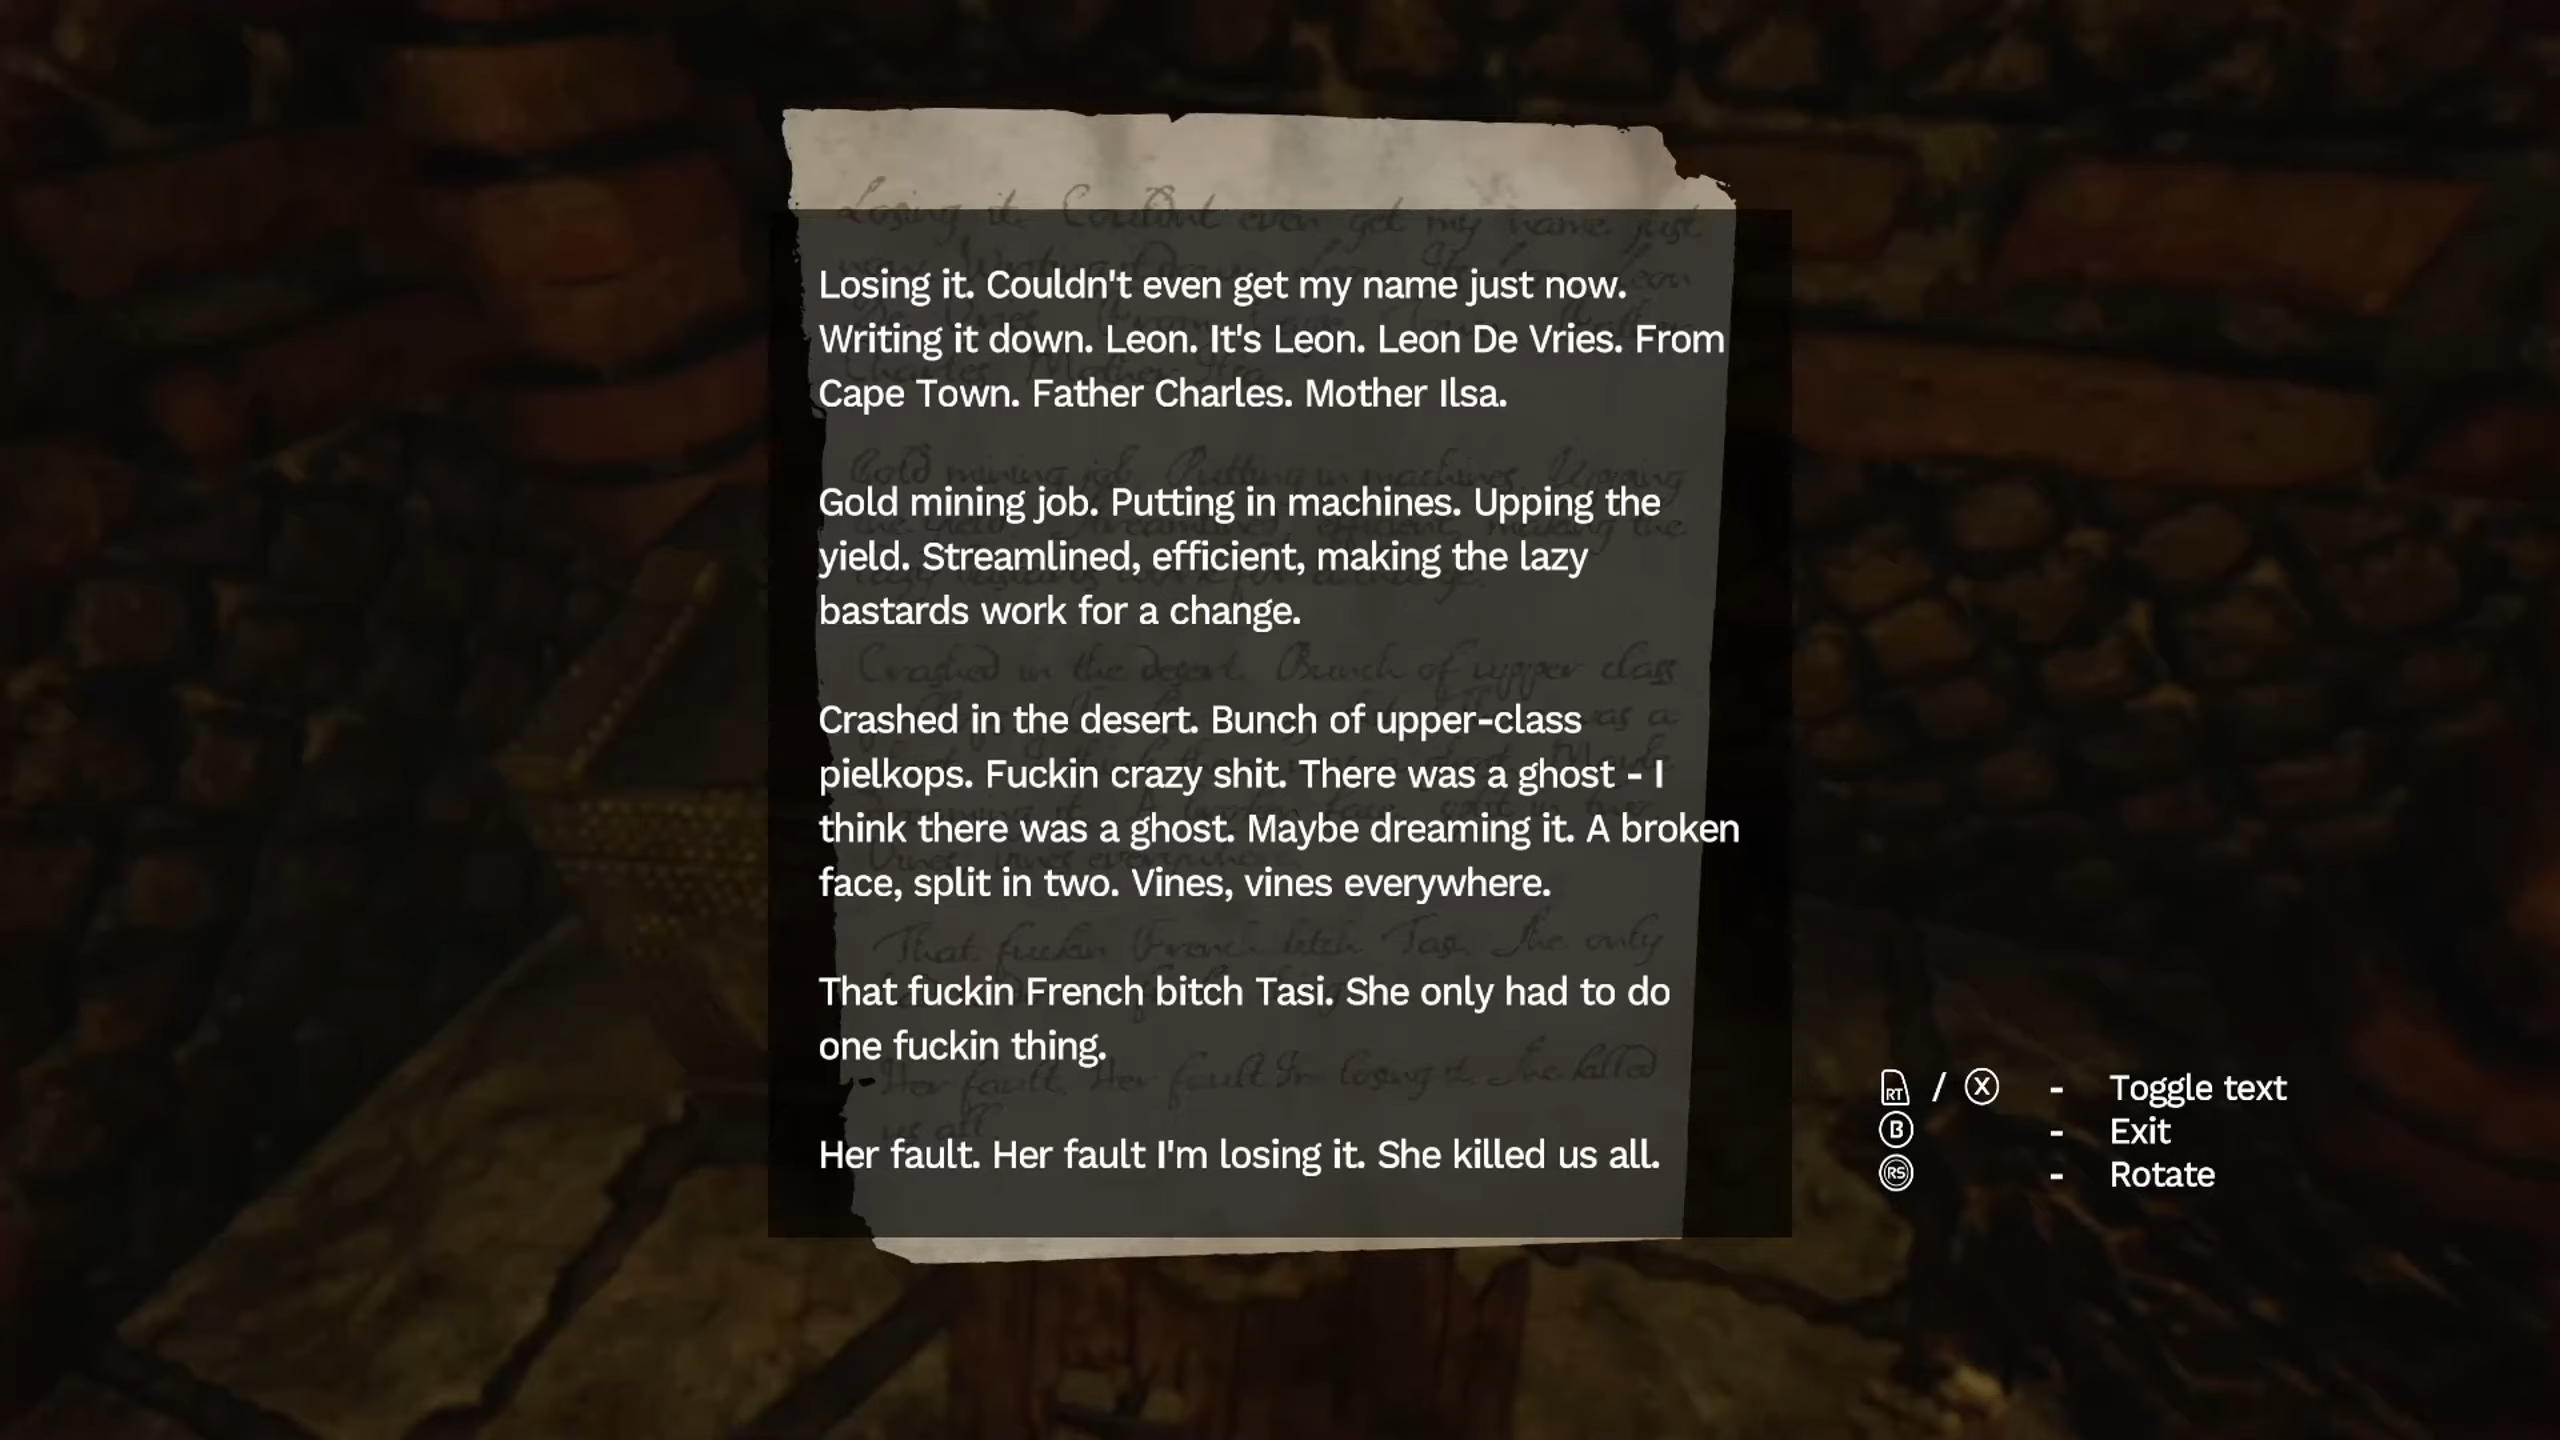 Losing it. Couldn't even get my name just now.
Writing it down. Leon. It's Leon. Leon De Vries. From
Cape Town. Father Charles. Mother Ilsa.
Gold mining job. Putting in machines. Upping the
yield. Streamlined, efficient, making the lazy
bastards work for a change.
Crashed in the desert. Bunch of upper-class
pielkops. Fuckin crazy shit. There was a ghost - I
think there was a ghost. Maybe dreaming it. A broken
face, split in two. Vines, vines everywhere.
That fuckin French bitch Tasi. She only had to do
one fuckin thing.
Her fault. Her fault I'm losing it. She killed us all.
RT / X - Toggle text
B - Exit
RS - Rotate